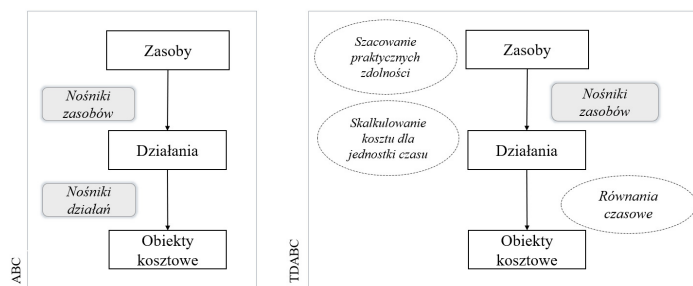 Zasoby
Nośniki
zasobów
Działania
Nośniki
działań
Obiekty
kosztowe
ABC
Szacowanie
praktycznych
zdolności
Zasoby
Nośniki
zasobów
Skalkulowanie
kosztu dla
jednostki czasu
Działania
Równania
czasowe
Obiekty
kosztowe
TDABC